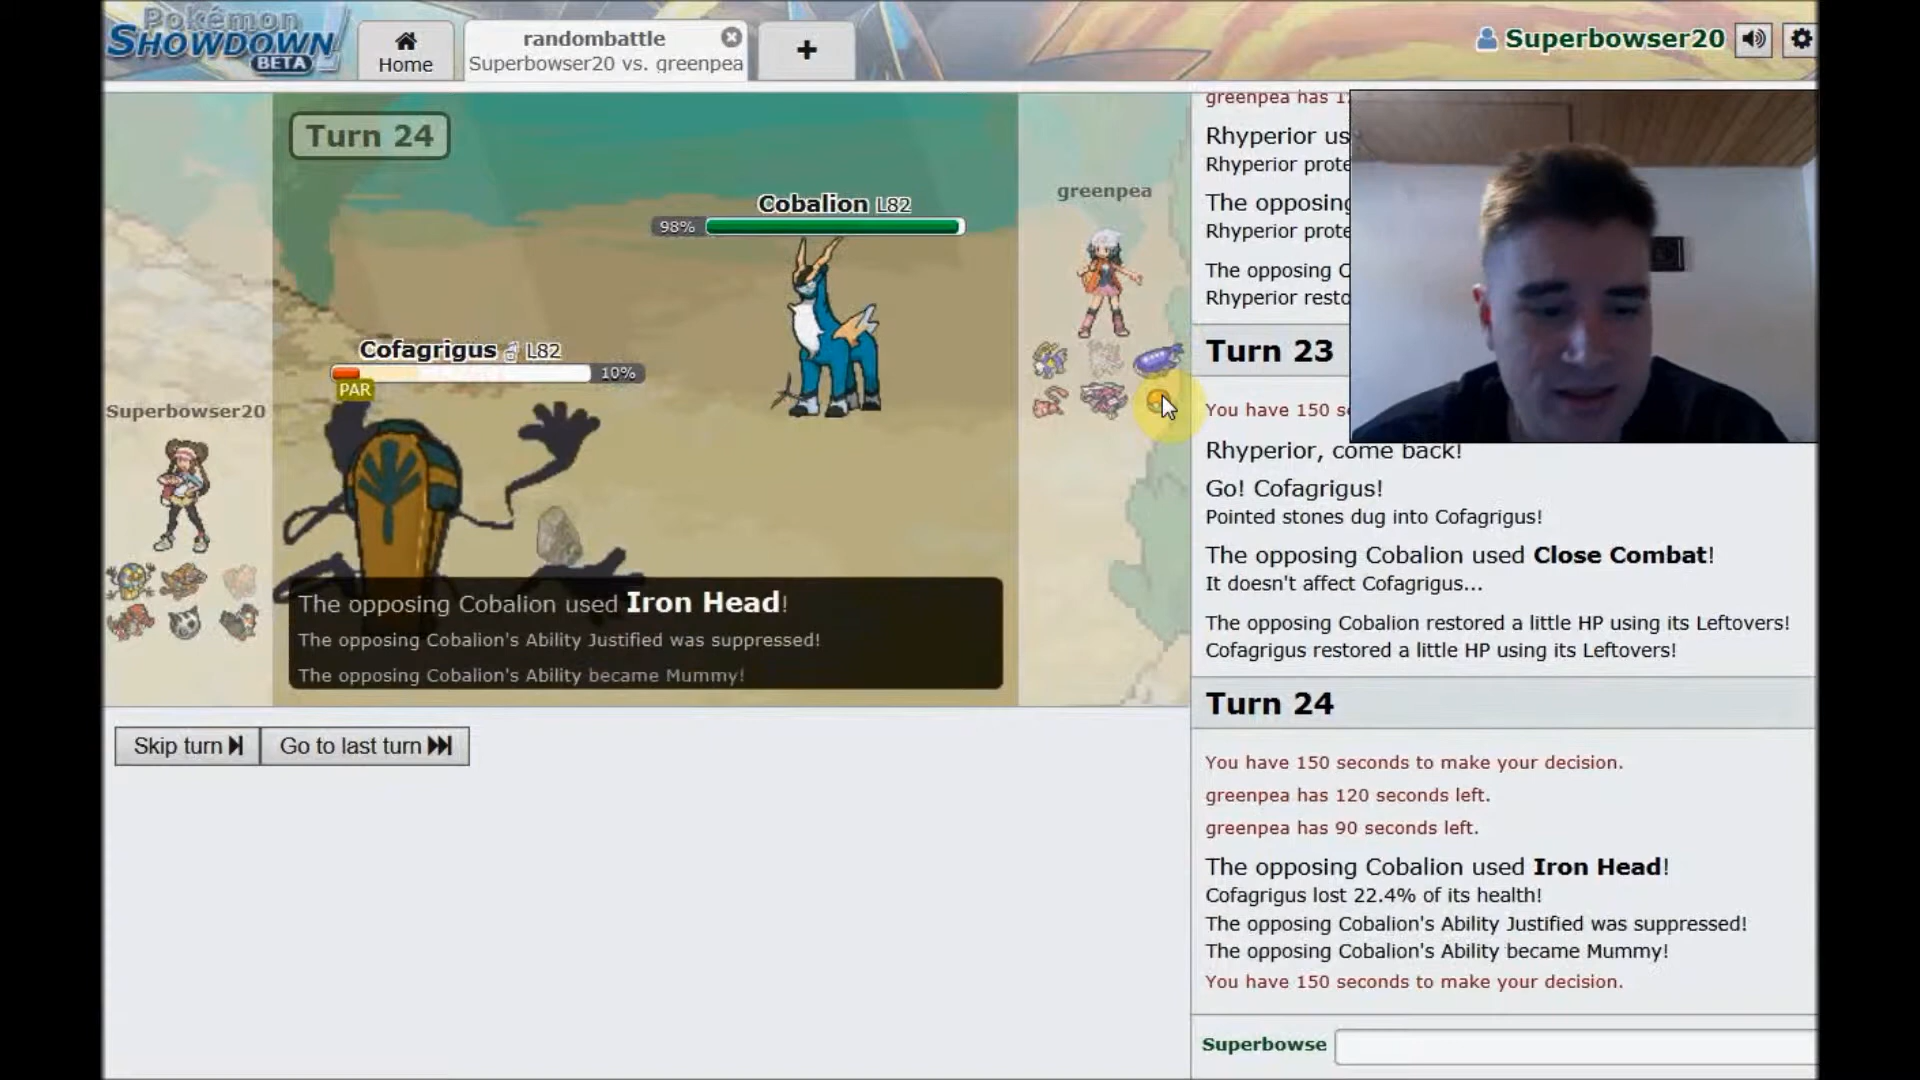 Pokémon
SHOWDOWN
BETA
Home
randombattle
Superbowser20 vs. greenpea
+
Superbowser20
Turn 24
Cobalion L82
98%
greenpea
Cofagrigus L82
10%
PAR
Superbowser20
The opposing Cobalion used Iron Head!
The opposing Cobalion's Ability Justified was suppressed!
The opposing Cobalion's Ability became Mummy!
Skip turn
Go to last turn
greenpea has 1
Rhyperior us
Rhyperior prote
The opposing
Rhyperior prote
The opposing C
Rhyperior resto
Turn 23
You have 150 s
Rhyperior, come back!
Go! Cofagrigus!
Pointed stones dug into Cofagrigus!
The opposing Cobalion used Close Combat!
It doesn't affect Cofagrigus...
The opposing Cobalion restored a little HP using its Leftovers!
Cofagrigus restored a little HP using its Leftovers!
Turn 24
You have 150 seconds to make your decision.
greenpea has 120 seconds left.
greenpea has 90 seconds left.
The opposing Cobalion used Iron Head!
Cofagrigus lost 22.4% of its health!
The opposing Cobalion's Ability Justified was suppressed!
The opposing Cobalion's Ability became Mummy!
You have 150 seconds to make your decision.
Superbowse